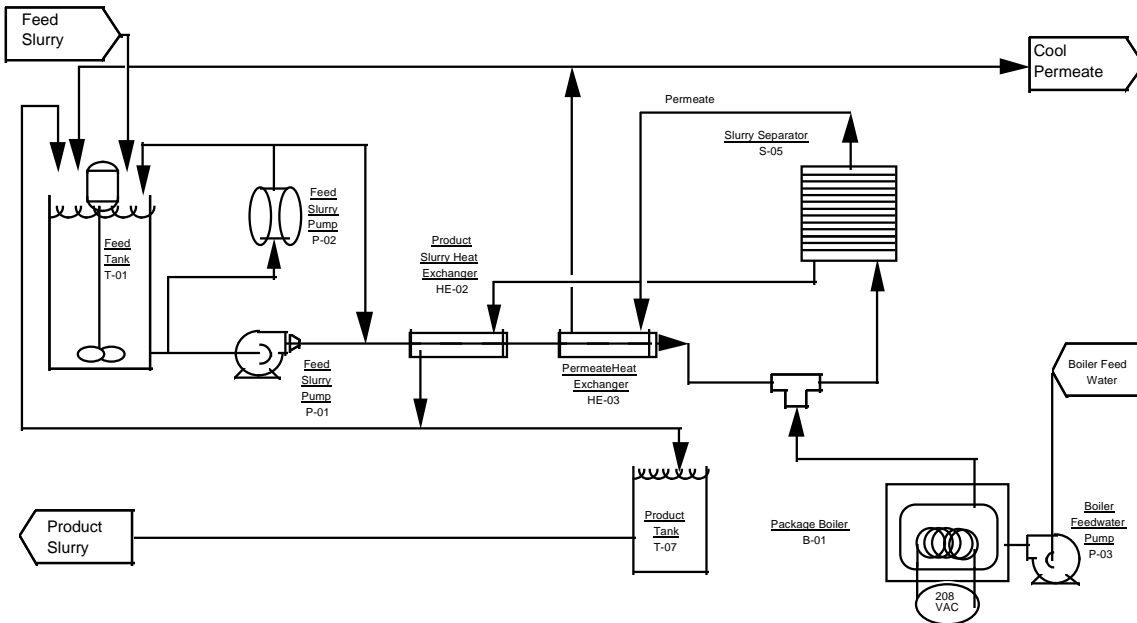 Feed
Slurry
Cool
Permeate
Permeate
Slurry Separator
S-05
Feed
Slurry
Pump
P-02
Feed
Tank
T-01
Product
Slurry Heat
Exchanger
HE-02
Feed
Slurry
Pump
P-01
PermeateHeat
Exchanger
HE-03
Boiler Feed
Water
Product
Slurry
Product
Tank
T-07
Package Boiler
B-01
Boiler
Feedwater
Pump
P-03
208
VAC